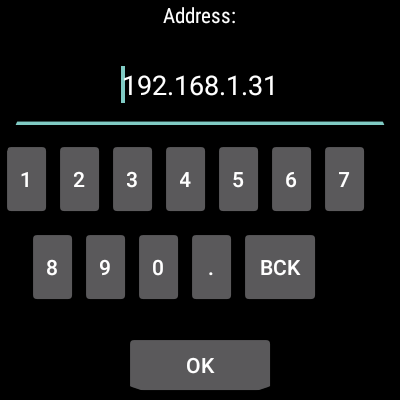 Address:
192.168.1.31
1 2 3 4 5 6 7
8 9 0 . BCK
OK